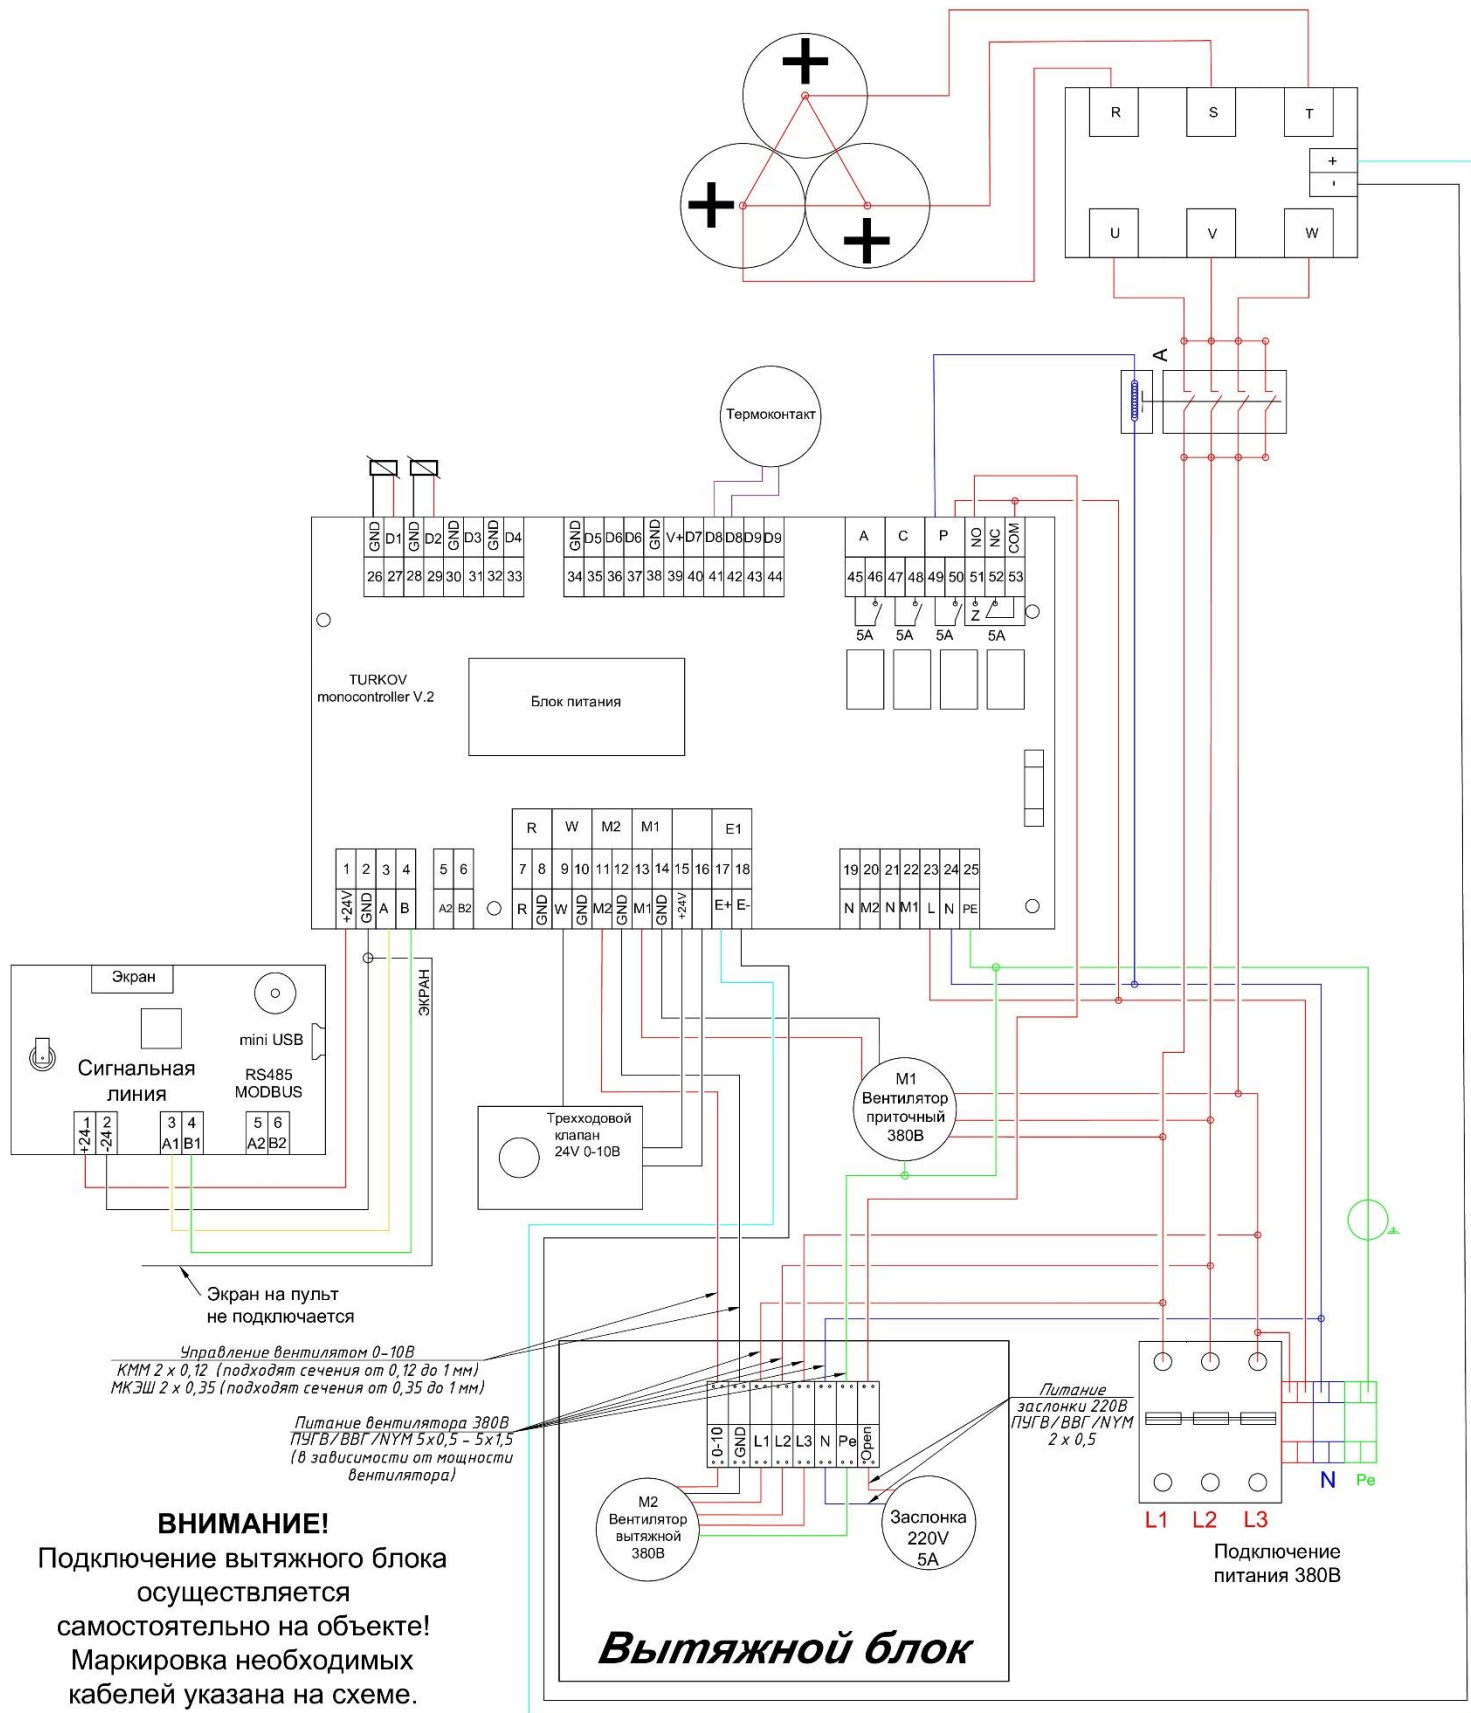 R
S
T
+
-
U
V
W
A
Термоконтакт
GND
D1
GND
D2
GND
D3
GND
D4
GND
D5
D6
D6
GND
V+
D7
D8
D8
D9
D9
A
C
P
NO
NC
COM
26
27
28
29
30
31
32
33
34
35
36
37
38
39
40
41
42
43
44
45
46
47
48
49
50
51
52
53
Z
5A
5A
5A
5A
TURKOV
monocontroller V.2
Блок питания
R
W
M2
M1
E1
1
2
3
4
5
6
7
8
9
10
11
12
13
14
15
16
17
18
19
20
21
22
23
24
25
+24V
GND
A
B
A2
B2
R
GND
W
GND
M2
GND
M1
GND
+24V
E+
E-
N
M2
N
M1
L
N
PE
Экран
ЭКРАН
mini USB
Сигнальная
линия
RS485
MODBUS
1
2
3
4
5
6
+24
-24
A1
B1
A2
B2
Трехходовой
клапан
24V 0-10В
М1
Вентилятор
приточный
380В
Экран на пульт
не подключается
Управление вентилятом 0-10В
КММ 2 х 0,12 (подходят сечения от 0,12 до 1 мм)
МКЭШ 2 х 0,35 (подходят сечения от 0,35 до 1 мм)
Питание вентилятора 380В
ПУГВ/ВВГ/NYM 5х0,5 - 5х1,5
(в зависимости от мощности
вентилятора)
Питание
заслонки 220В
ПУГВ/ВВГ/NYM
2 х 0,5
0-10
GND
L1
L2
L3
N
Pe
Open
М2
Вентилятор
вытяжной
380В
Заслонка
220V
5A
N
Pe
L1
L2
L3
Подключение
питания 380В
ВНИМАНИЕ!
Подключение вытяжного блока
осуществляется
самостоятельно на объекте!
Маркировка необходимых
кабелей указана на схеме.
Вытяжной блок